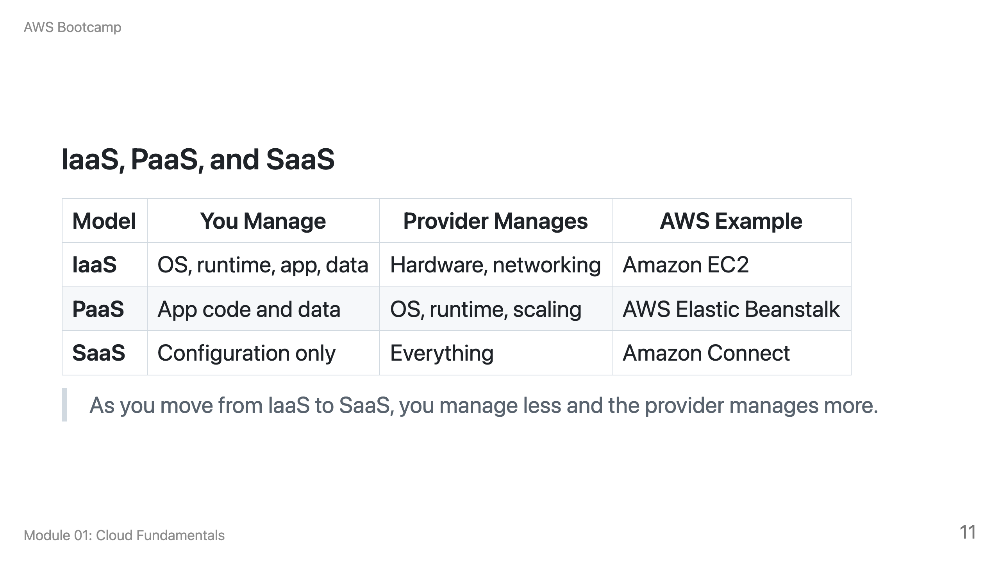 AWS Bootcamp
IaaS, PaaS, and SaaS
Model You Manage Provider Manages AWS Example
IaaS OS, runtime, app, data Hardware, networking Amazon EC2
PaaS App code and data OS, runtime, scaling AWS Elastic Beanstalk
SaaS Configuration only Everything Amazon Connect
As you move from IaaS to SaaS, you manage less and the provider manages more.
Module 01: Cloud Fundamentals
11